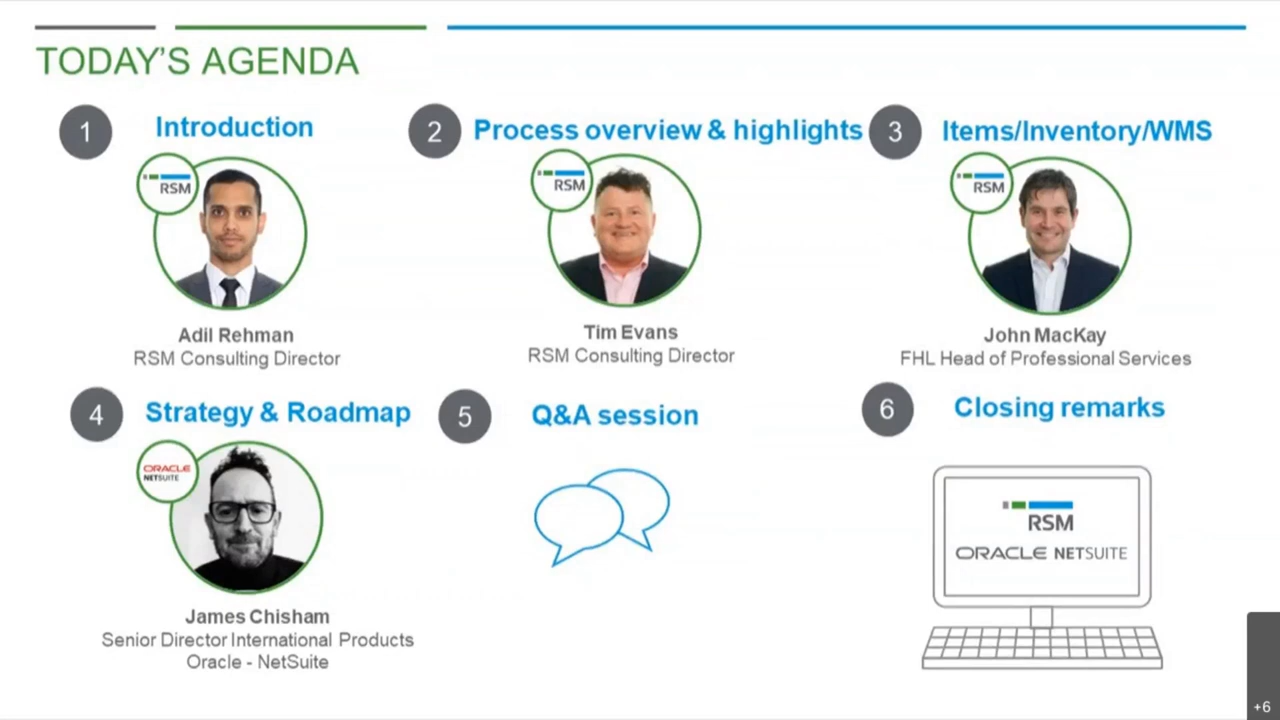 TODAY'S AGENDA
1
Introduction
RSM
Adil Rehman
RSM Consulting Director
2
Process overview & highlights
RSM
Tim Evans
RSM Consulting Director
3
Items/Inventory/WMS
RSM
John MacKay
FHL Head of Professional Services
4
Strategy & Roadmap
ORACLE
NETSUITE
James Chisham
Senior Director International Products
Oracle - NetSuite
5
Q&A session
6
Closing remarks
RSM
ORACLE NETSUITE
+6